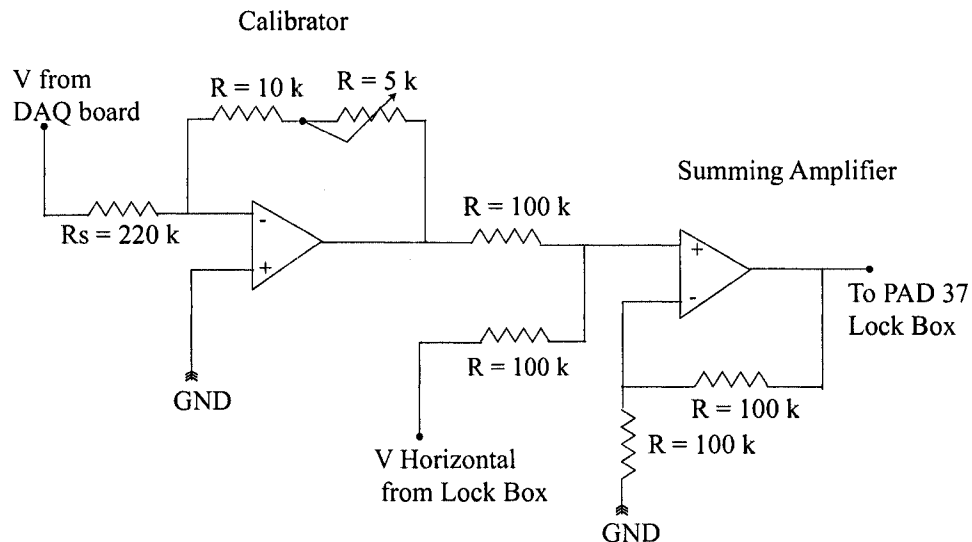 Calibrator
V from
DAQ board
R = 10 k
R = 5 k
Rs = 220 k
-
+
GND
R = 100 k
R = 100 k
V Horizontal
from Lock Box
Summing Amplifier
+
-
To PAD 37
Lock Box
R = 100 k
R = 100 k
GND